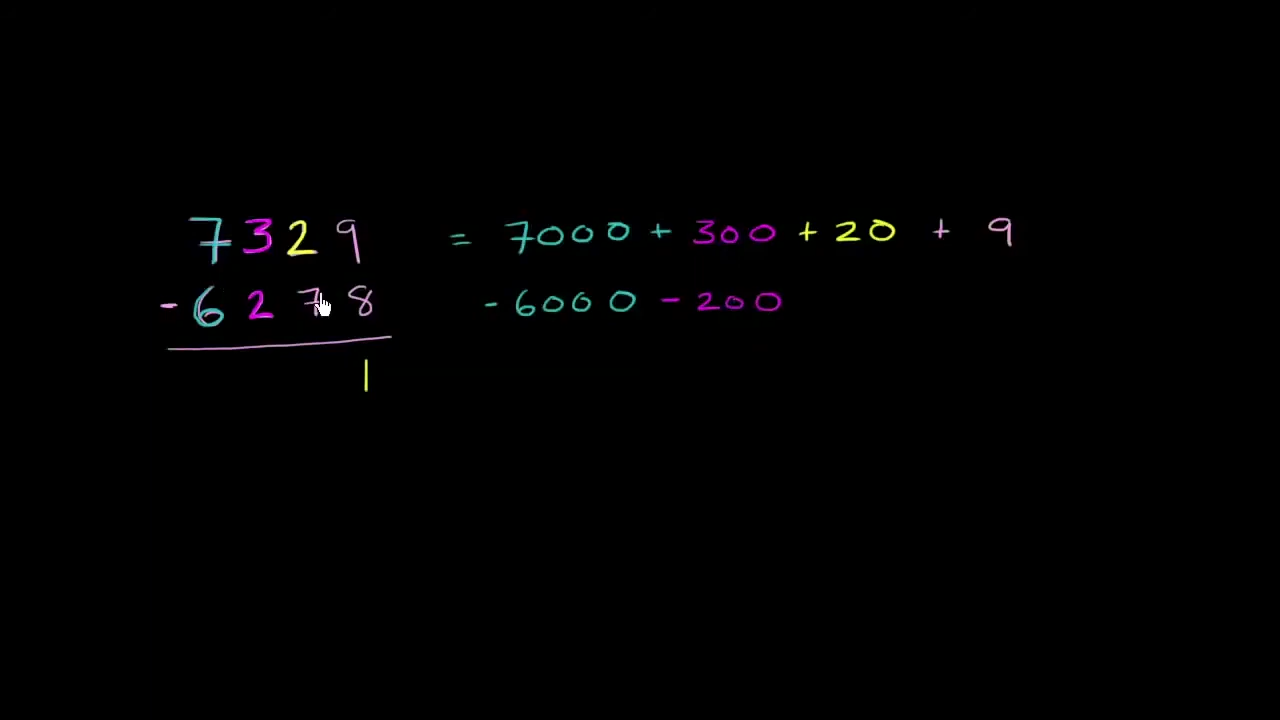 7329 = 7000 + 300 + 20 + 9
- 6278 - 6000 - 200
1